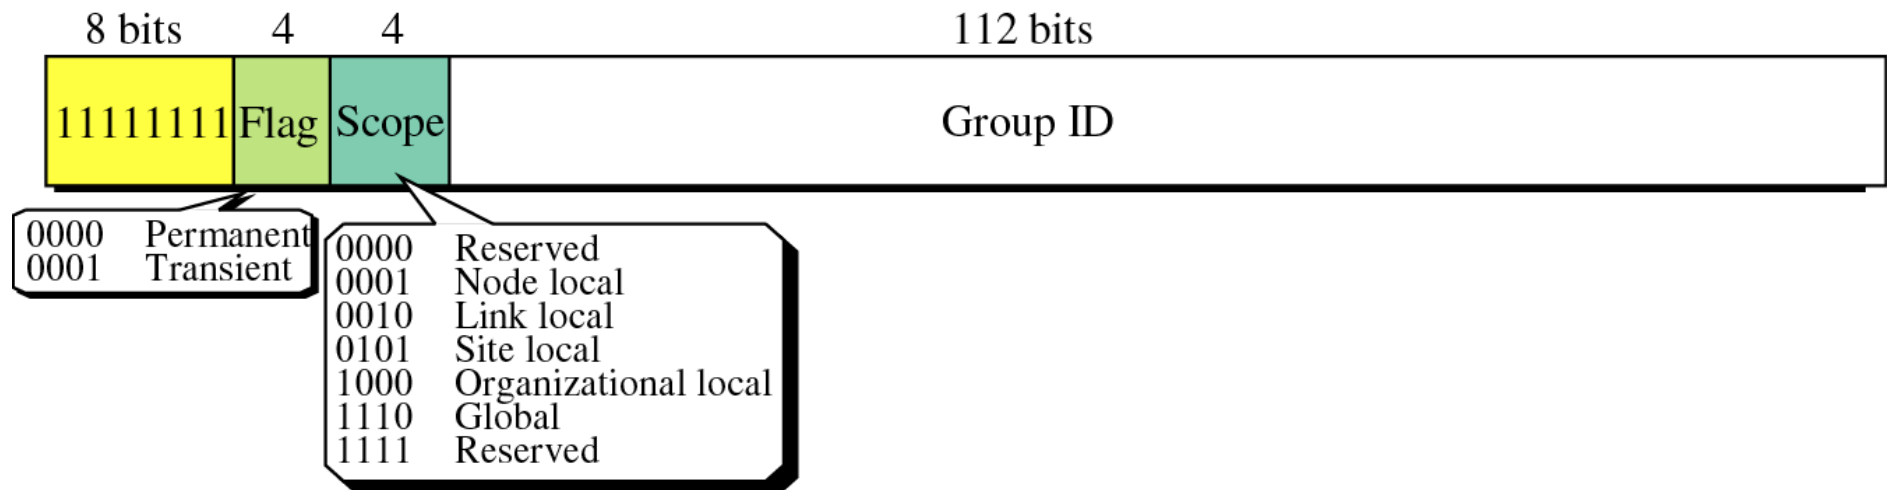 8 bits 4 4 112 bits
11111111 Flag Scope Group ID
0000 Permanent
0001 Transient
0000 Reserved
0001 Node local
0010 Link local
0101 Site local
1000 Organizational local
1110 Global
1111 Reserved